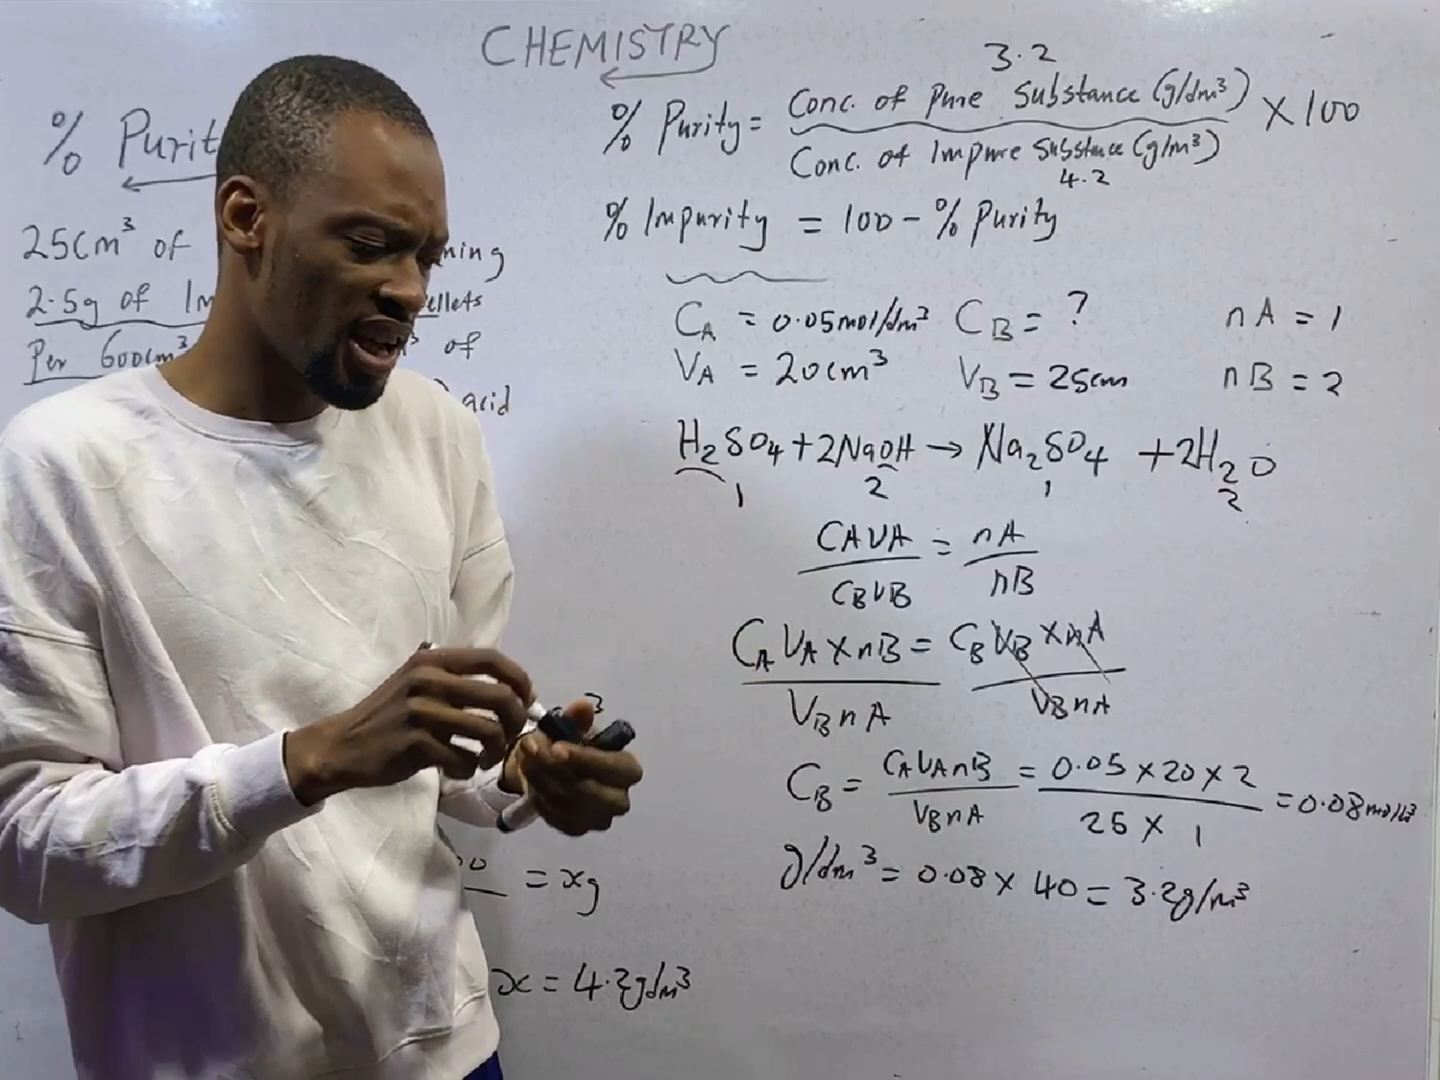 CHEMISTRY
% Purit
25cm³ of ning
2.5g of Im ellets
Per 600cm³ of
acid
= xg
x = 4.2g/dm³
3.2
% Purity = Conc. of Pure Substance (g/dm³) × 100
Conc. of Impure Substance (g/m³)
4.2
% Impurity = 100 - % Purity
CA = 0.05mol/dm³ CB = ? nA = 1
VA = 20cm³ VB = 25cm nB = 2
H₂SO₄ + 2NaOH → Na₂SO₄ + 2H₂O
1 2 1 2
CAVA = nA
CBVB nB
CAVA × nB = CBVB × nA
VBnA VBnA
CB = CAVAnB = 0.05 × 20 × 2 = 0.08
VBnA 25 × 1
g/dm³ = 0.08 × 40 = 3.2g/m³